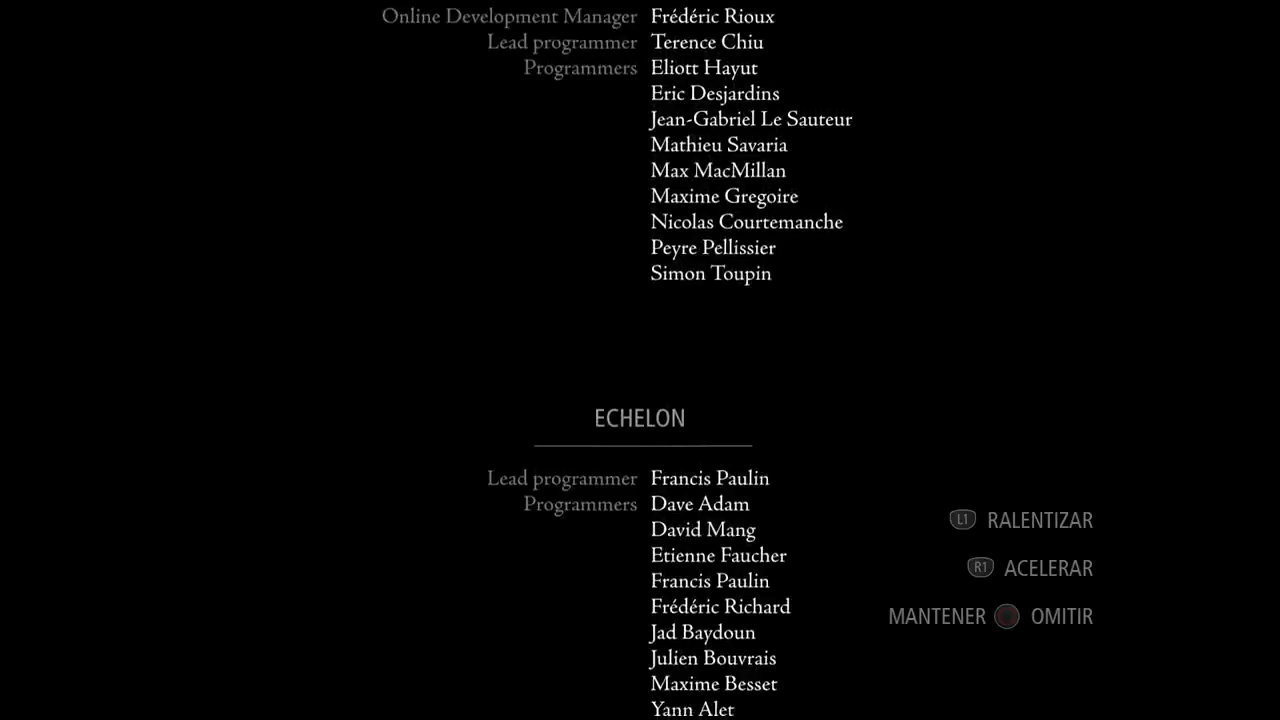 Online Development Manager Frédéric Rioux
Lead programmer Terence Chiu
Programmers Eliott Hayut
Eric Desjardins
Jean-Gabriel Le Sauteur
Mathieu Savaria
Max MacMillan
Maxime Gregoire
Nicolas Courtemanche
Peyre Pellissier
Simon Toupin
ECHELON
Lead programmer Francis Paulin
Programmers Dave Adam
David Mang
Etienne Faucher
Francis Paulin
Frédéric Richard
Jad Baydoun
Julien Bouvrais
Maxime Besset
Yann Alet
L1 RALENTIZAR
R1 ACELERAR
MANTENER OMITIR